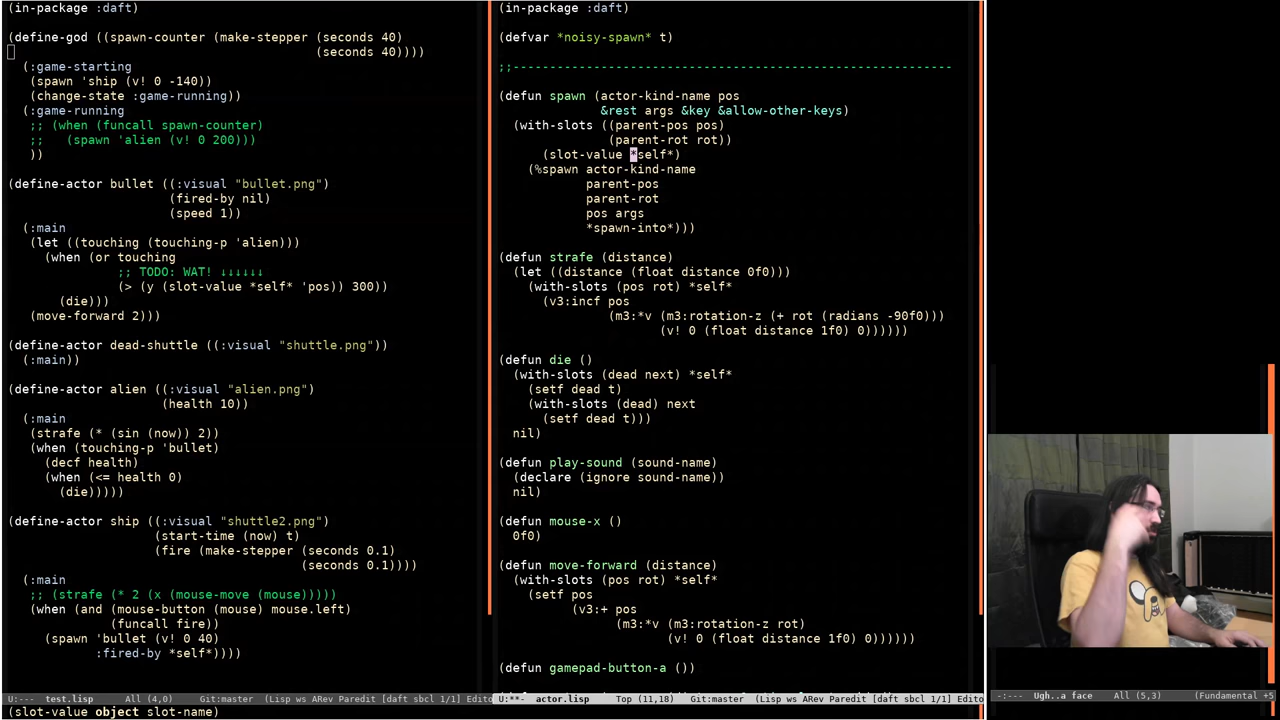 (in-package :daft)
(define-god ((spawn-counter (make-stepper (seconds 40)
(seconds 40))))
(:game-starting
(spawn 'ship (v! 0 -140))
(change-state :game-running))
(:game-running
;; (when (funcall spawn-counter)
;;   (spawn 'alien (v! 0 200)))
))
(define-actor bullet ((:visual "bullet.png")
(fired-by nil)
(speed 1))
(:main
(let ((touching (touching-p 'alien)))
(when (or touching
;; TODO: WAT! ↓↓↓↓↓↓
(> (y (slot-value *self* 'pos)) 300))
(die)))
(move-forward 2)))
(define-actor dead-shuttle ((:visual "shuttle.png"))
(:main))
(define-actor alien ((:visual "alien.png")
(health 10))
(:main
(strafe (* (sin (now)) 2))
(when (touching-p 'bullet)
(decf health)
(when (<= health 0)
(die)))))
(define-actor ship ((:visual "shuttle2.png")
(start-time (now) t)
(fire (make-stepper (seconds 0.1)
(seconds 0.1))))
(:main
;; (strafe (* 2 (x (mouse-move (mouse)))))
(when (and (mouse-button (mouse) mouse.left)
(funcall fire))
(spawn 'bullet (v! 0 40)
:fired-by *self*))))
U:--- test.lisp All (4,0) Git:master (Lisp ws ARev Paredit [daft sbcl 1/1] Edito
(in-package :daft)
(defvar *noisy-spawn* t)
;;------------------------------------------------------------
(defun spawn (actor-kind-name pos
&rest args &key &allow-other-keys)
(with-slots ((parent-pos pos)
(parent-rot rot))
(slot-value *self*)
(%spawn actor-kind-name
parent-pos
parent-rot
pos args
*spawn-into*)))
(defun strafe (distance)
(let ((distance (float distance 0f0)))
(with-slots (pos rot) *self*
(v3:incf pos
(m3:*v (m3:rotation-z (+ rot (radians -90f0)))
(v! 0 (float distance 1f0) 0))))))
(defun die ()
(with-slots (dead next) *self*
(setf dead t)
(with-slots (dead) next
(setf dead t)))
nil)
(defun play-sound (sound-name)
(declare (ignore sound-name))
nil)
(defun mouse-x ()
0f0)
(defun move-forward (distance)
(with-slots (pos rot) *self*
(setf pos
(v3:+ pos
(m3:*v (m3:rotation-z rot)
(v! 0 (float distance 1f0) 0))))))
(defun gamepad-button-a ())
U:**- actor.lisp Top (11,18) Git:master (Lisp ws ARev Paredit [daft sbcl 1/1] Edito
-:--- Ugh..a face All (5,3) (Fundamental +5
(slot-value object slot-name)